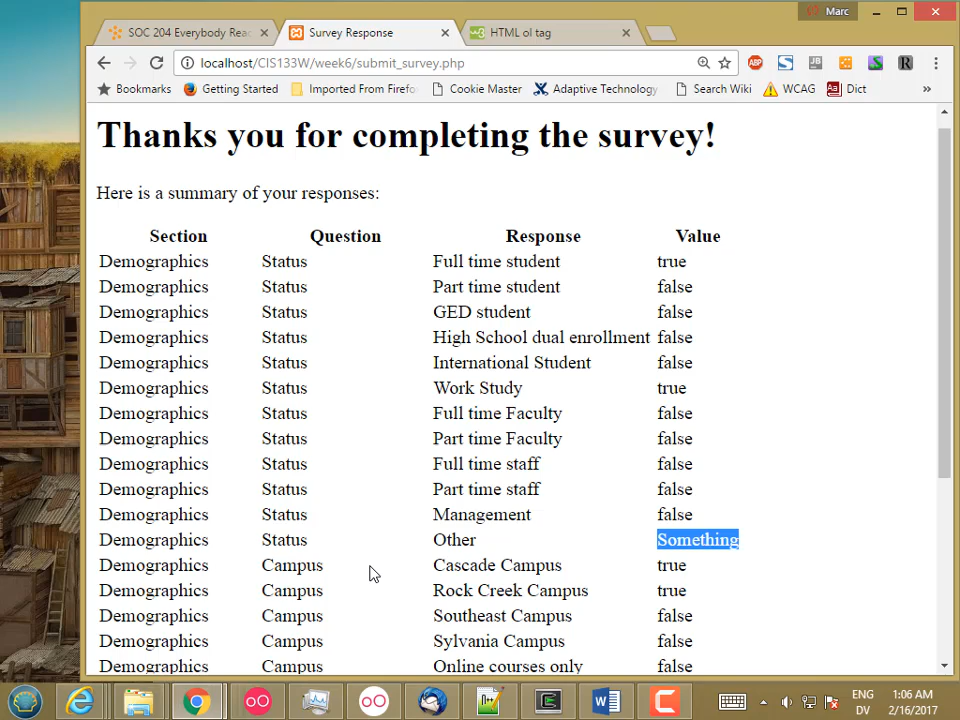 Marc
SOC 204 Everybody Rea
Survey Response
HTML ol tag
localhost/CIS133W/week6/submit_survey.php
Bookmarks
Getting Started
Imported From Firefo
Cookie Master
Adaptive Technology
Search Wiki
WCAG
Dict
Thanks you for completing the survey!
Here is a summary of your responses:
Section Question Response Value
Demographics Status Full time student true
Demographics Status Part time student false
Demographics Status GED student false
Demographics Status High School dual enrollment false
Demographics Status International Student false
Demographics Status Work Study true
Demographics Status Full time Faculty false
Demographics Status Part time Faculty false
Demographics Status Full time staff false
Demographics Status Part time staff false
Demographics Status Management false
Demographics Status Other Something
Demographics Campus Cascade Campus true
Demographics Campus Rock Creek Campus true
Demographics Campus Southeast Campus false
Demographics Campus Sylvania Campus false
Demographics Campus Online courses only false
ENG 1:06 AM
DV 2/16/2017